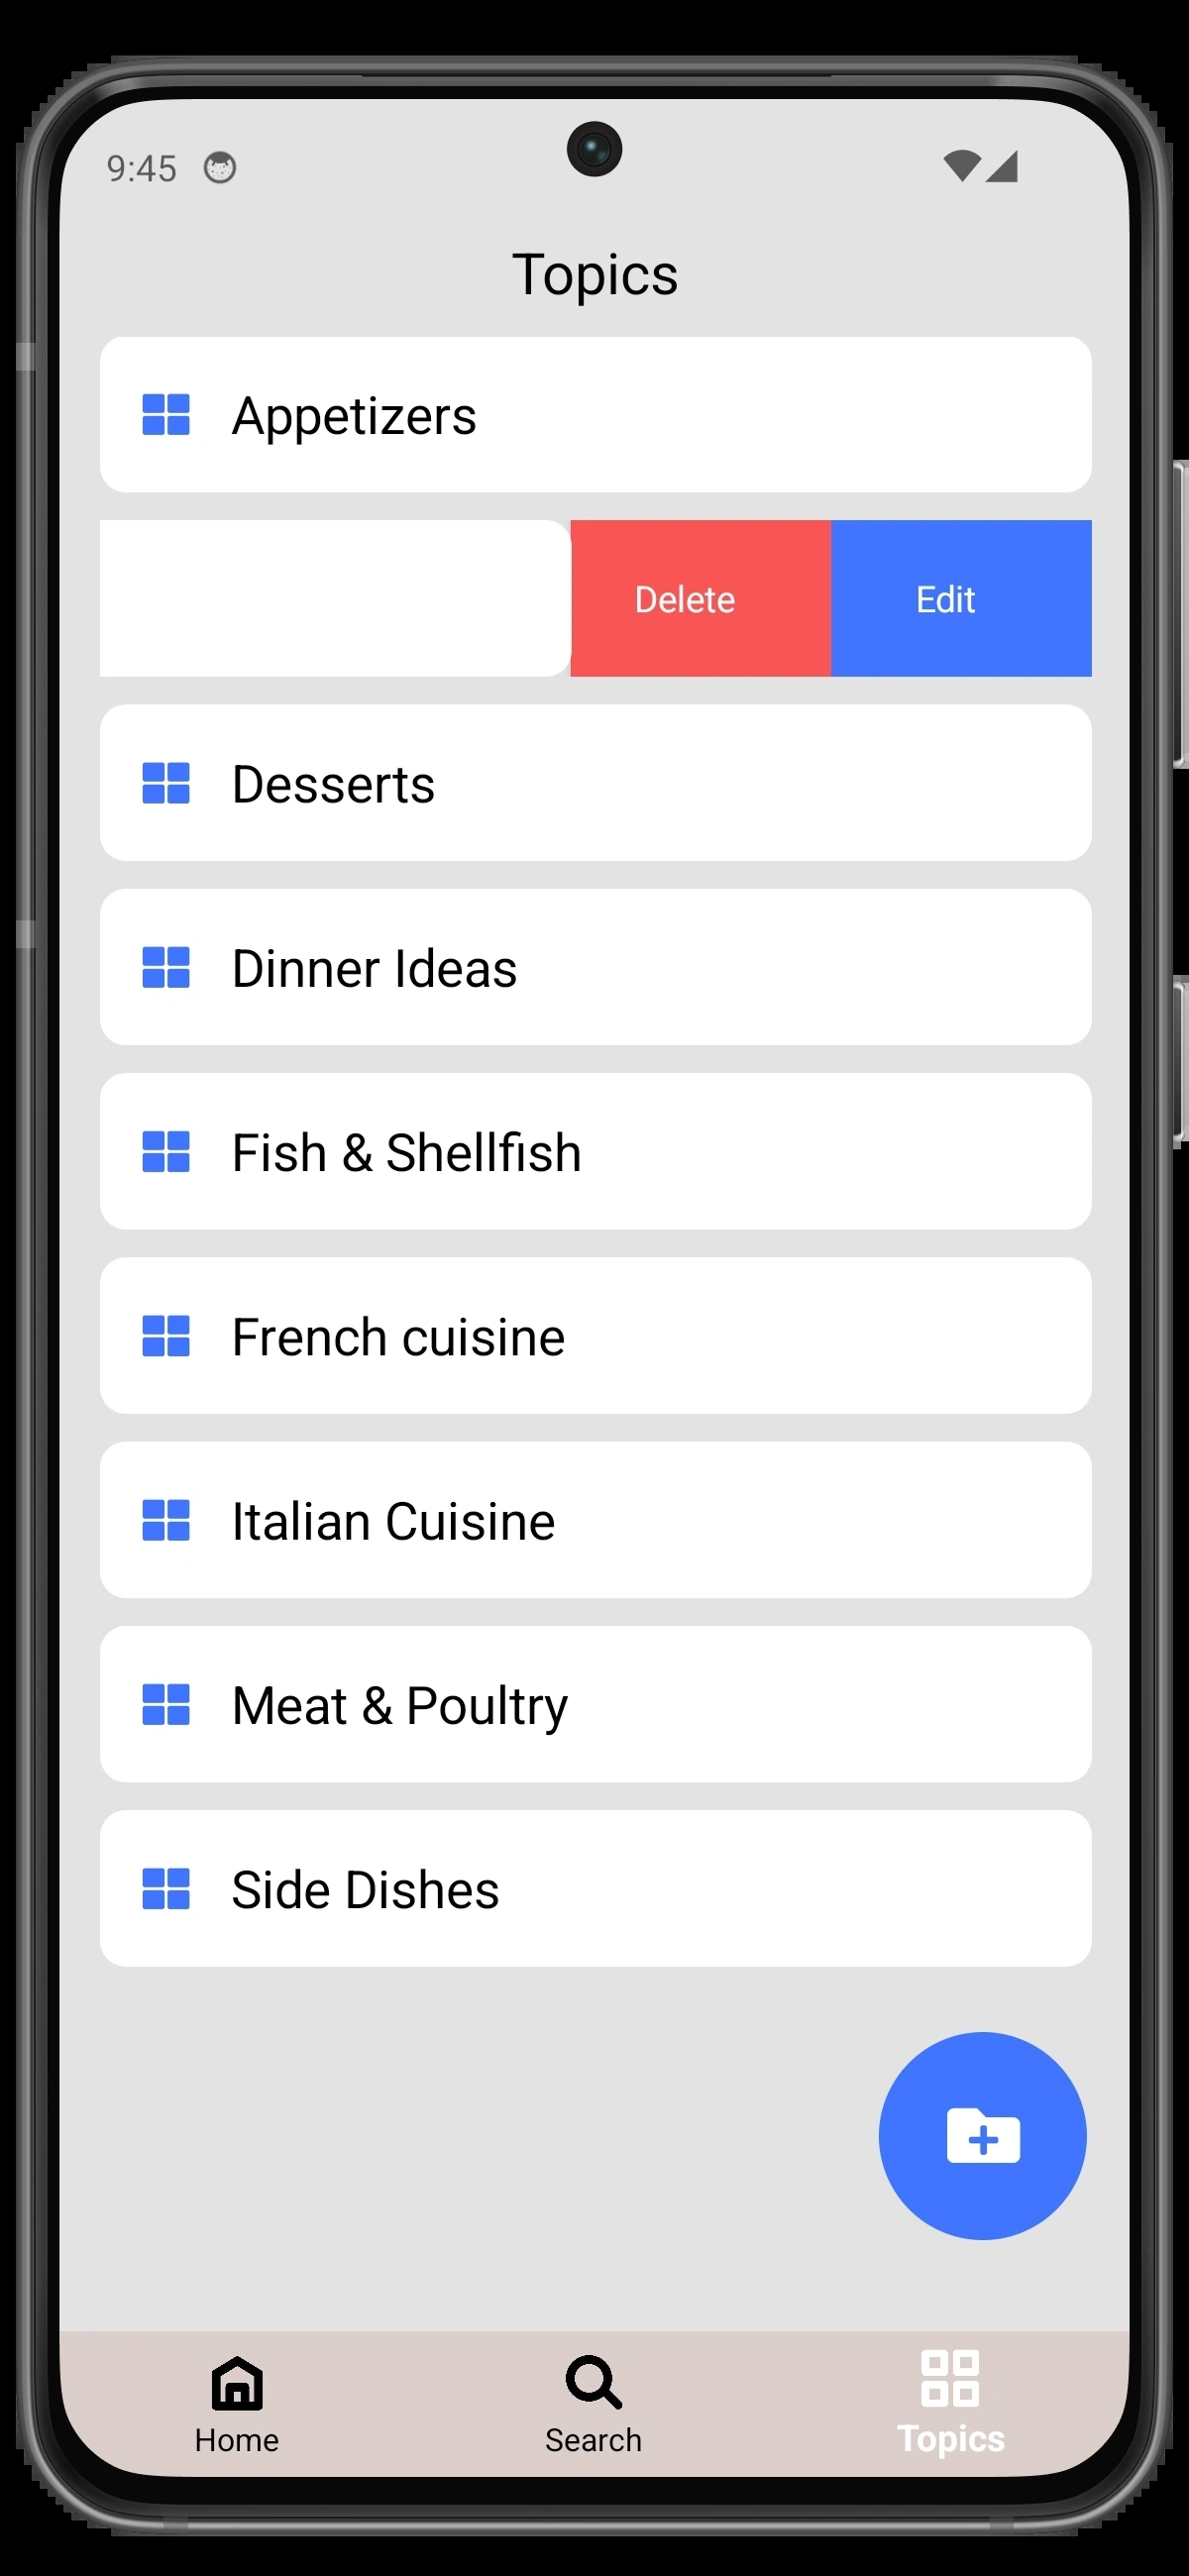 9:45
Topics
Appetizers
Delete Edit
Desserts
Dinner Ideas
Fish & Shellfish
French cuisine
Italian Cuisine
Meat & Poultry
Side Dishes
Home Search Topics